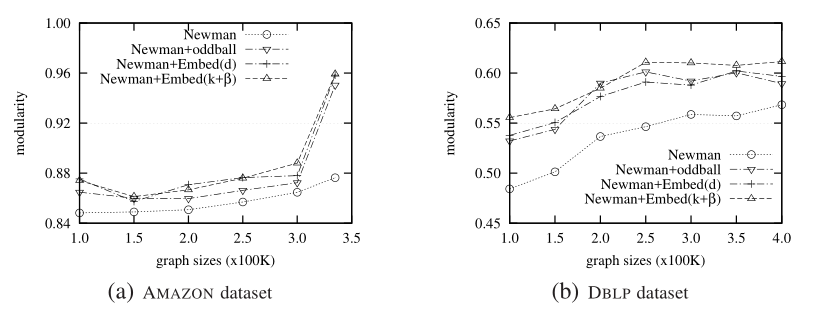 1.00
0.96
0.92
0.88
0.84
modularity
Newman
Newman+oddball
Newman+Embed(d)
Newman+Embed(k+β)
1.0 1.5 2.0 2.5 3.0 3.5
graph sizes (x100K)
(a) AMAZON dataset
0.65
0.60
0.55
0.50
0.45
modularity
Newman
Newman+oddball
Newman+Embed(d)
Newman+Embed(k+β)
1.0 1.5 2.0 2.5 3.0 3.5 4.0
graph sizes (x100K)
(b) DBLP dataset